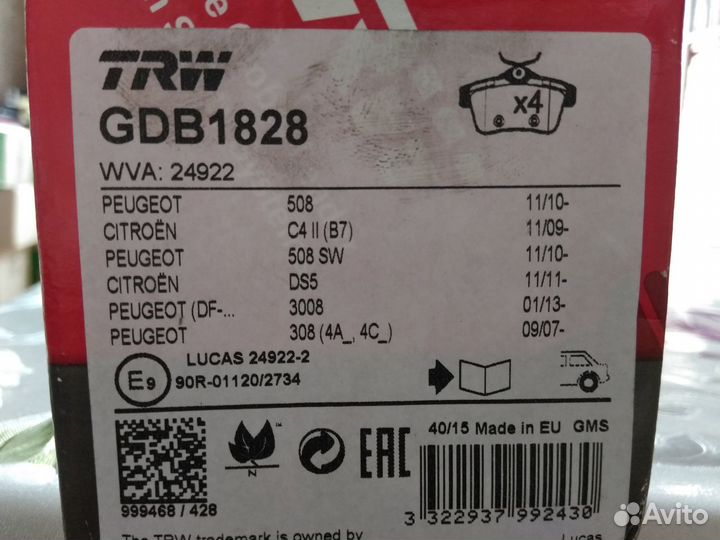 TRW
GDB1828
x4
WVA: 24922
PEUGEOT 508 11/10-
CITROËN C4 II (B7) 11/09-
PEUGEOT 508 SW 11/10-
CITROËN DS5 11/11-
PEUGEOT (DF-... 3008 01/13-
PEUGEOT 308 (4A_, 4C_) 09/07-
LUCAS 24922-2
E9 90R-01120/2734
40/15 Made in EU GMS
N
EAC
999468 / 428
3 322937 992430
The TRW trademark is owned by
Lucas
Avito